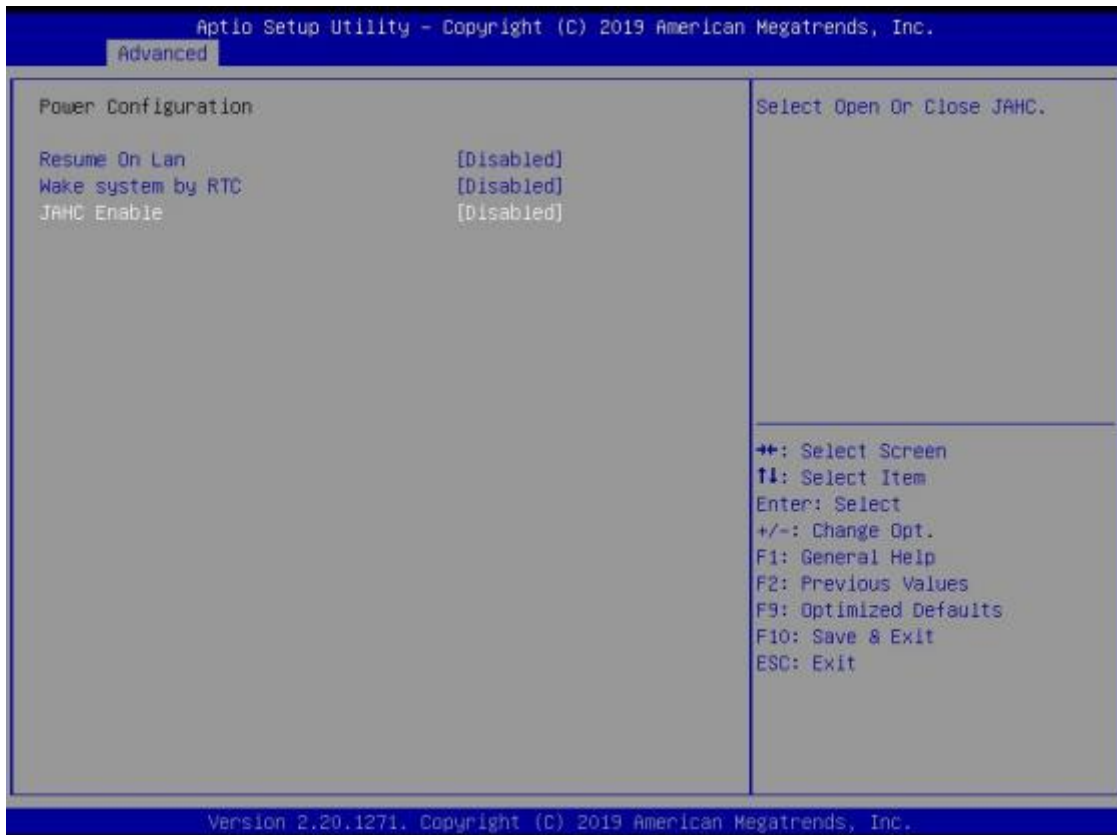 Aptio Setup Utility - Copyright (C) 2019 American Megatrends, Inc.
Advanced
Power Configuration
Resume On Lan [Disabled]
Wake system by RTC [Disabled]
JAHC Enable [Disabled]
Select Open Or Close JAHC.
→←: Select Screen
↑↓: Select Item
Enter: Select
+/-: Change Opt.
F1: General Help
F2: Previous Values
F9: Optimized Defaults
F10: Save & Exit
ESC: Exit
Version 2.20.1271. Copyright (C) 2019 American Megatrends, Inc.